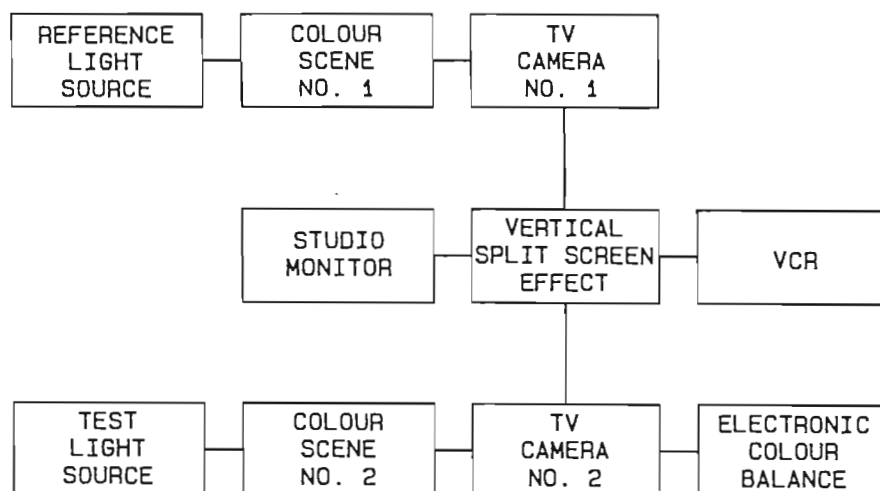 REFERENCE
LIGHT
SOURCE
COLOUR
SCENE
NO. 1
TV
CAMERA
NO. 1
STUDIO
MONITOR
VERTICAL
SPLIT SCREEN
EFFECT
VCR
TEST
LIGHT
SOURCE
COLOUR
SCENE
NO. 2
TV
CAMERA
NO. 2
ELECTRONIC
COLOUR
BALANCE